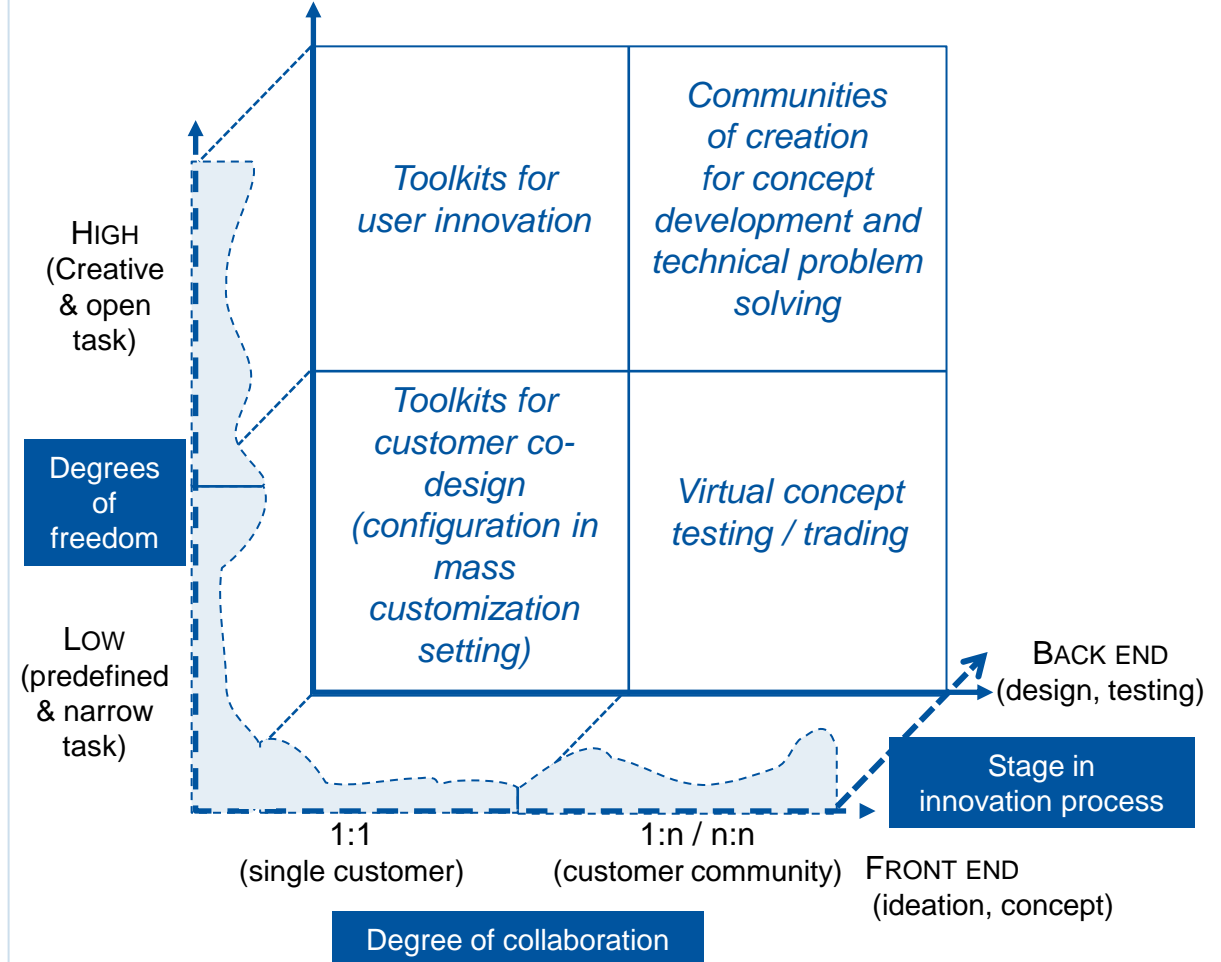 Toolkits for
user innovation
Communities
of creation
for concept
development and
technical problem
solving
HIGH
(Creative
& open
task)
Degrees
of
freedom
LOW
(predefined
& narrow
task)
Toolkits for
customer co-
design
(configuration in
mass
customization
setting)
Virtual concept
testing / trading
BACK END
(design, testing)
Stage in
innovation process
FRONT END
(ideation, concept)
1:1
(single customer)
1:n / n:n
(customer community)
Degree of collaboration